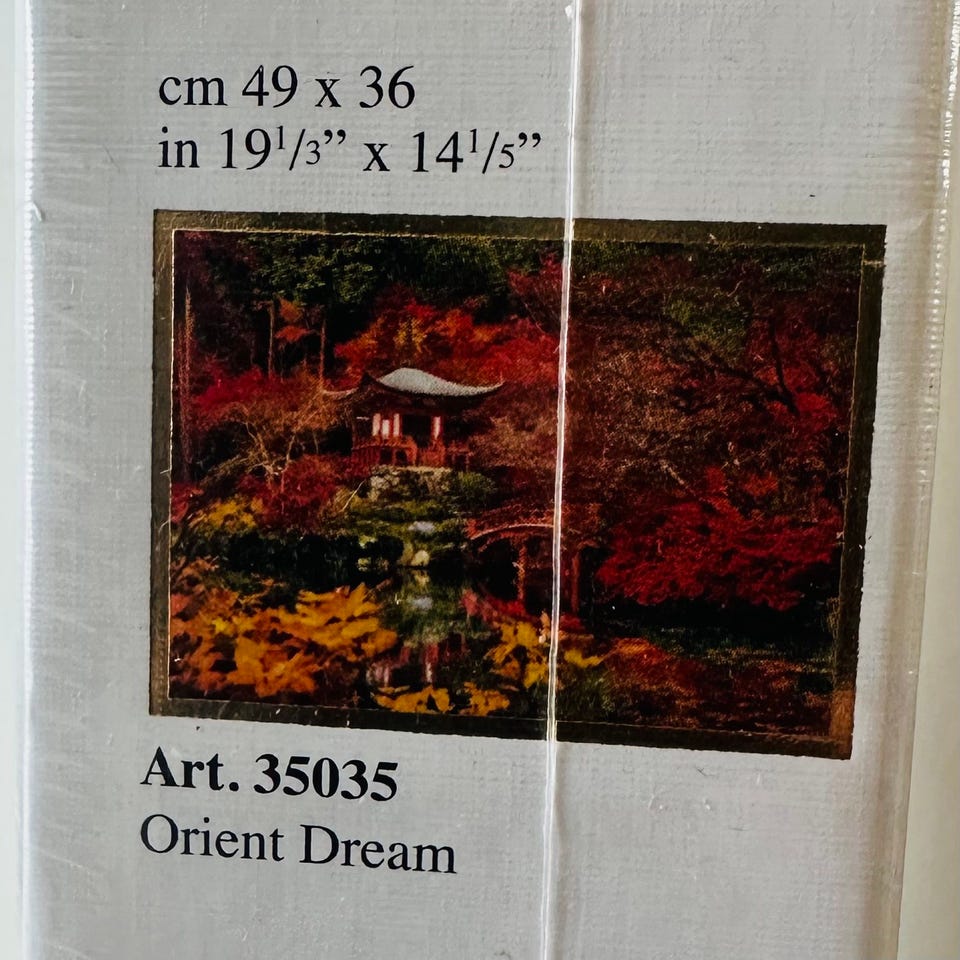 cm 49 x 36
in 19¹/3” x 14¹/5”
Art. 35035
Orient Dream